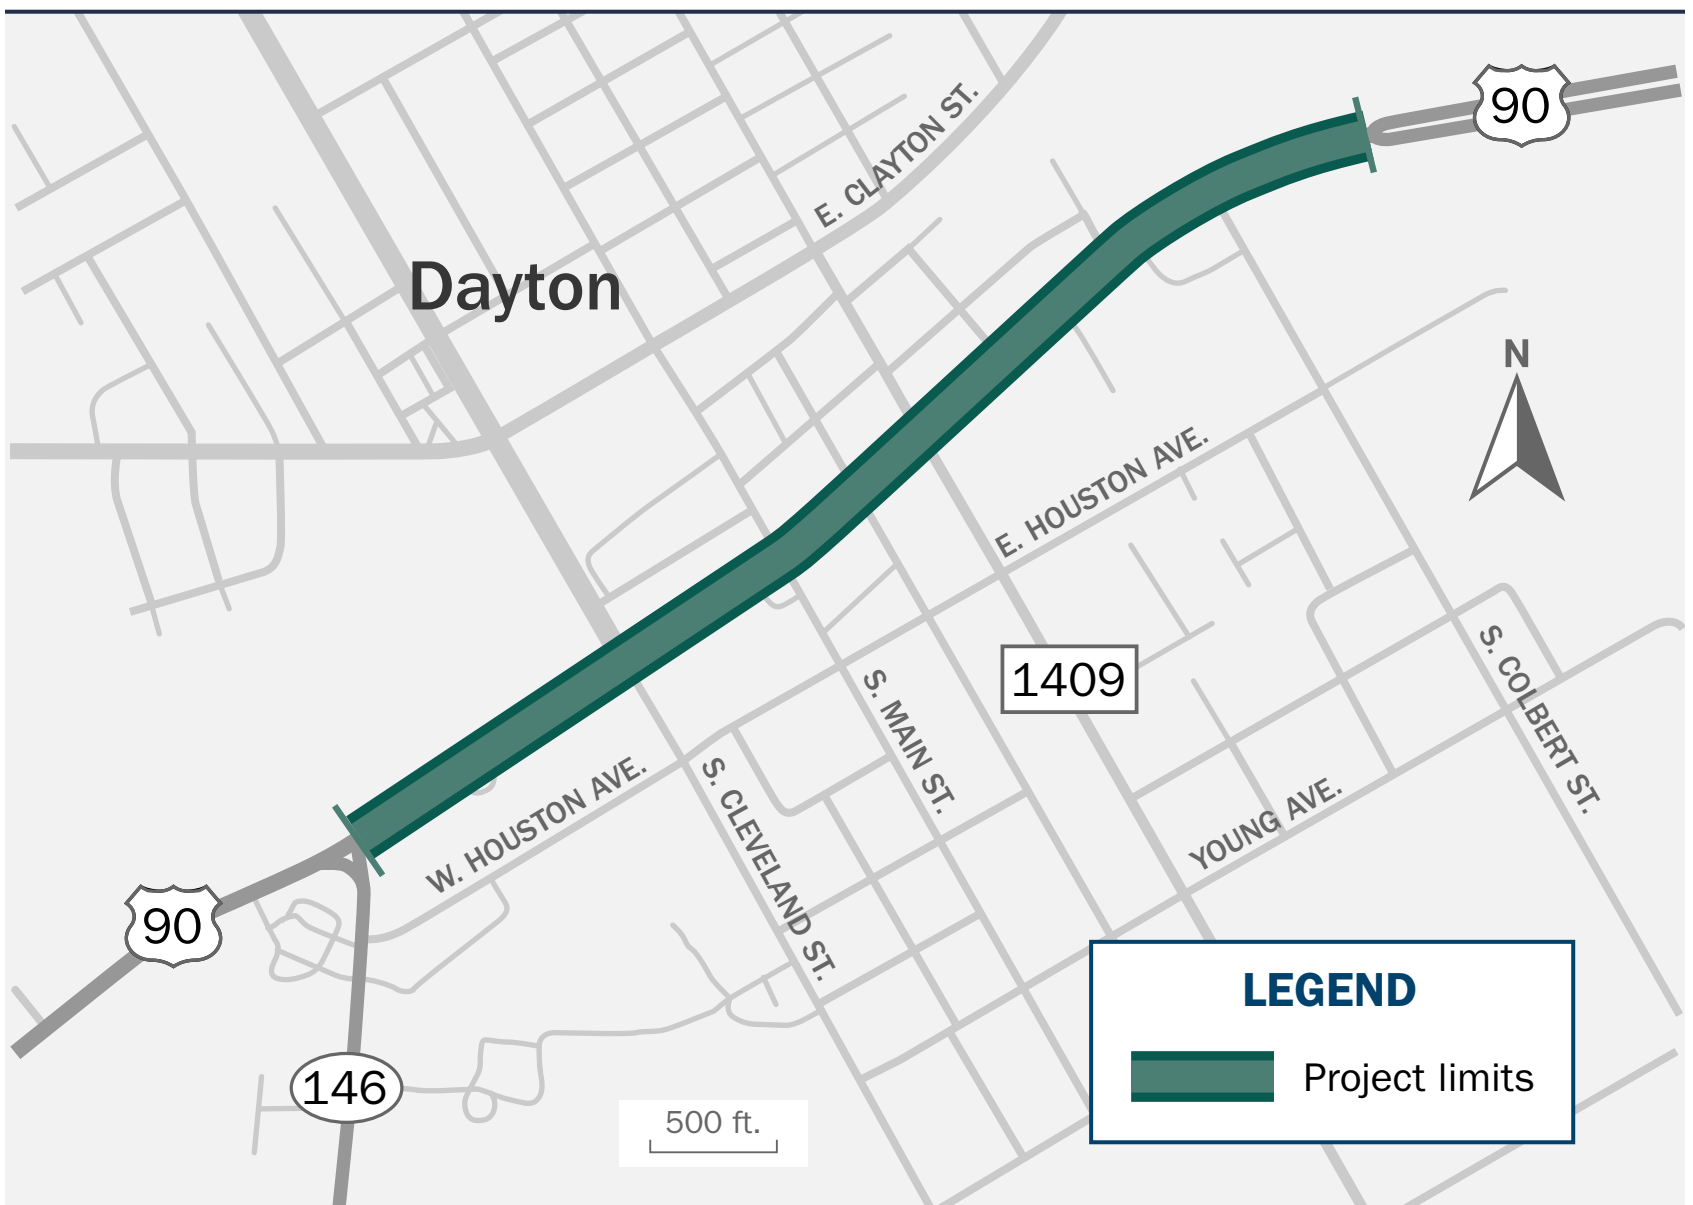 90
E. CLAYTON ST.
Dayton
N
E. HOUSTON AVE.
1409
S. COLBERT ST.
S. MAIN ST.
W. HOUSTON AVE.
S. CLEVELAND ST.
YOUNG AVE.
90
146
500 ft.
LEGEND
Project limits